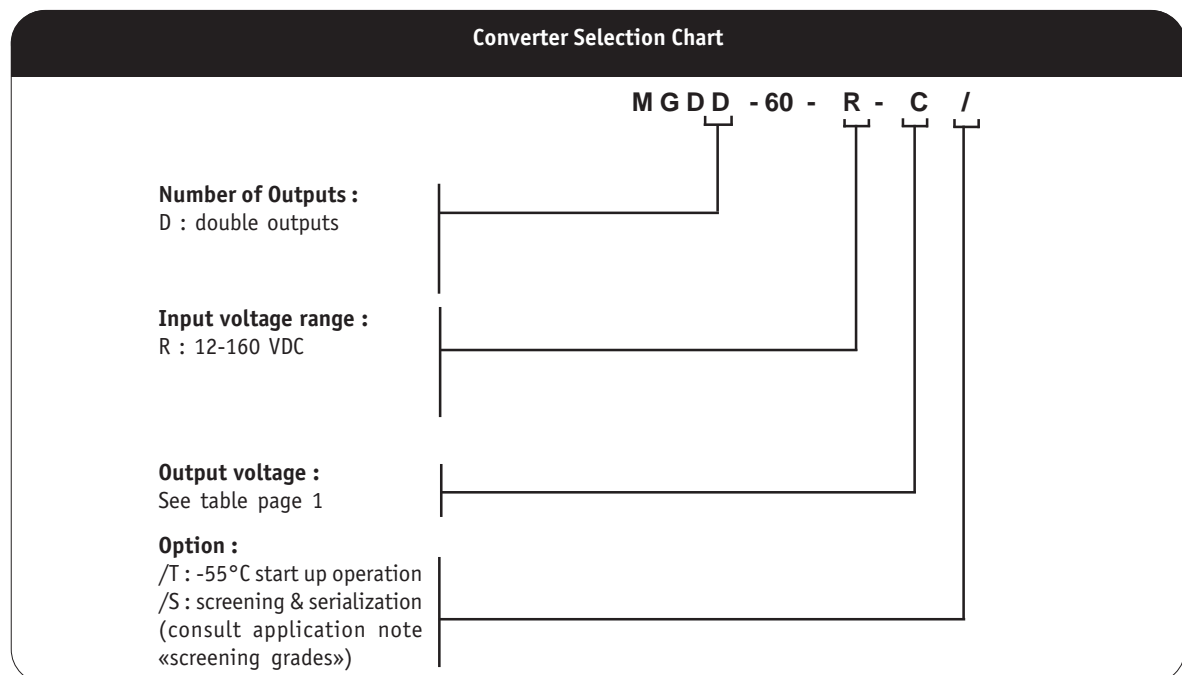 Converter Selection Chart
M G D D - 60 - R - C /
Number of Outputs :
D : double outputs
Input voltage range :
R : 12-160 VDC
Output voltage :
See table page 1
Option :
/T : -55°C start up operation
/S : screening & serialization
(consult application note
«screening grades»)